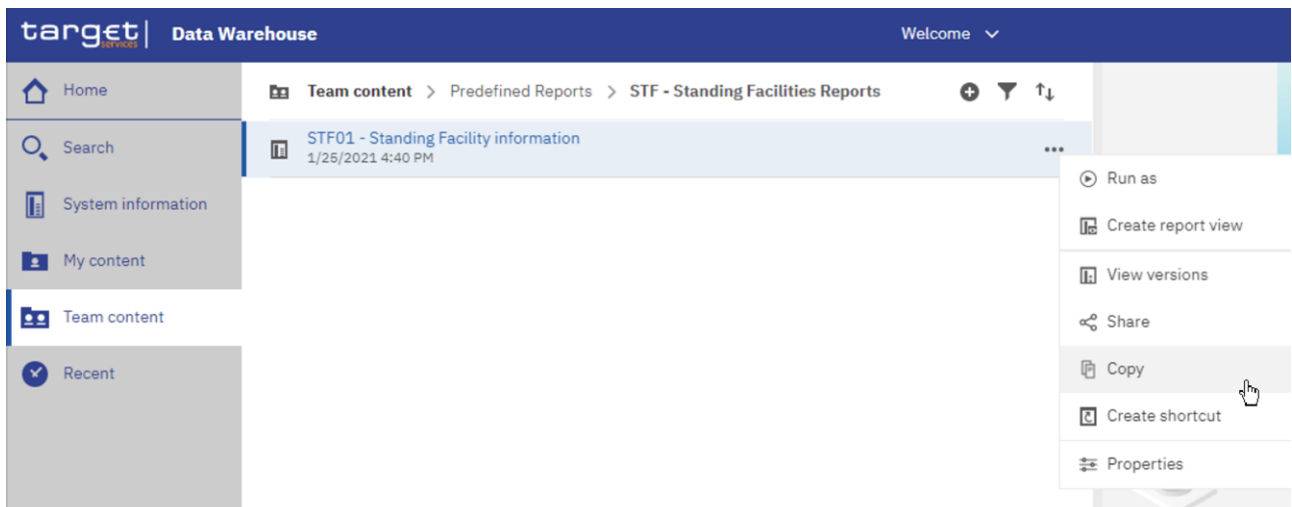 target services Data Warehouse Welcome
Home
Search
System information
My content
Team content
Recent
Team content > Predefined Reports > STF - Standing Facilities Reports
STF01 - Standing Facility information
1/25/2021 4:40 PM
Run as
Create report view
View versions
Share
Copy
Create shortcut
Properties